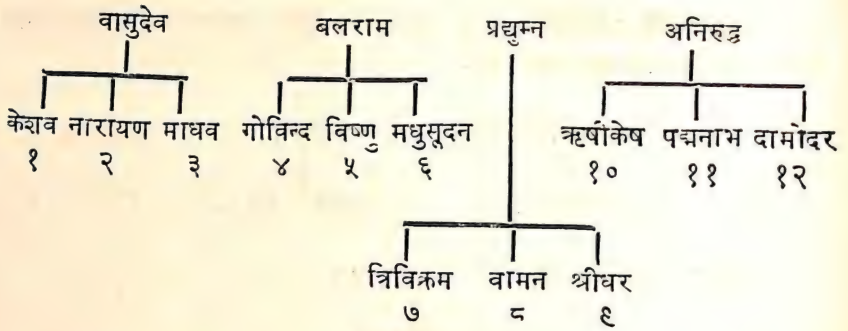 वासुदेव बलराम प्रद्युम्न अनिरुद्ध
केशव नारायण माधव गोविन्द विष्णु मधुसूदन ऋषीकेष पद्मनाभ दामोदर
१ २ ३ ४ ५ ६ १० ११ १२
त्रिविक्रम वामन श्रीधर
७ ८ ९